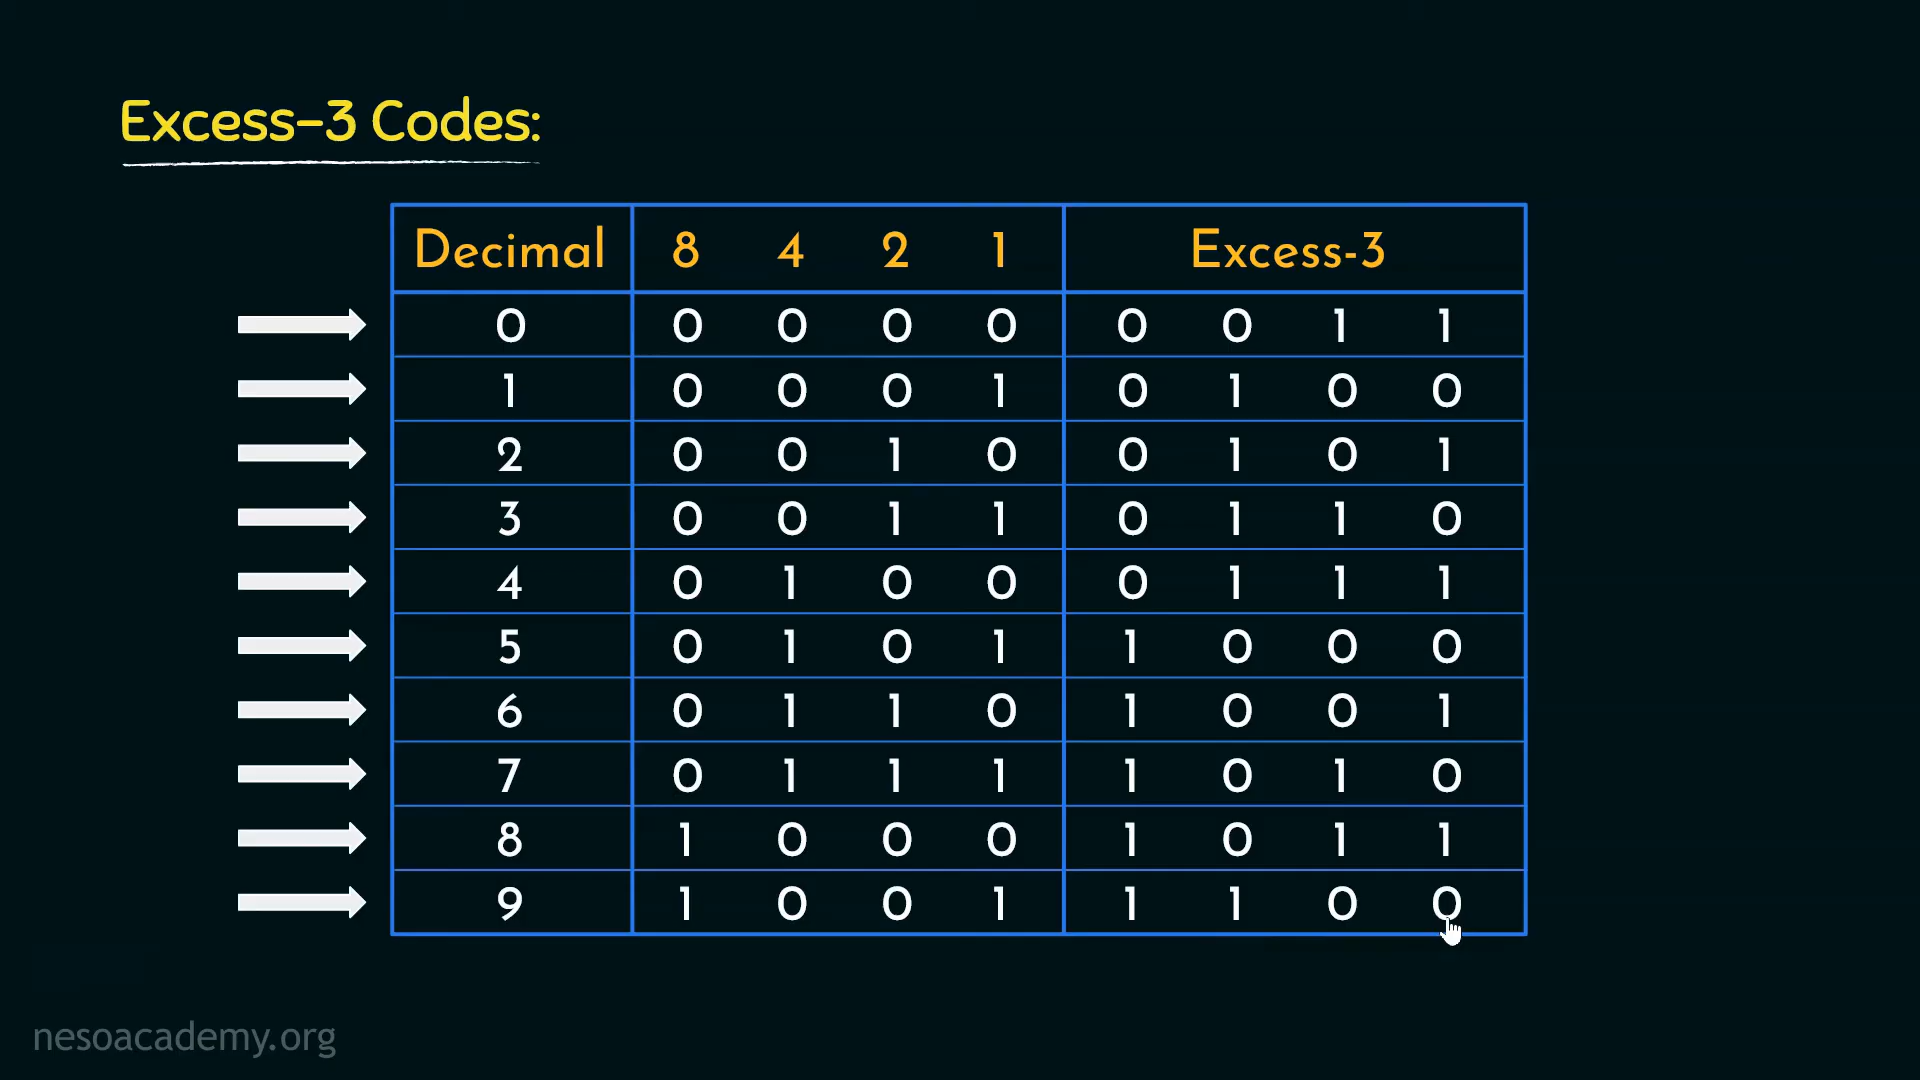 Excess-3 Codes:
Decimal 8 4 2 1 Excess-3
0 0 0 0 0 0 0 1 1
1 0 0 0 1 0 1 0 0
2 0 0 1 0 0 1 0 1
3 0 0 1 1 0 1 1 0
4 0 1 0 0 0 1 1 1
5 0 1 0 1 1 0 0 0
6 0 1 1 0 1 0 0 1
7 0 1 1 1 1 0 1 0
8 1 0 0 0 1 0 1 1
9 1 0 0 1 1 1 0 0
nesoacademy.org